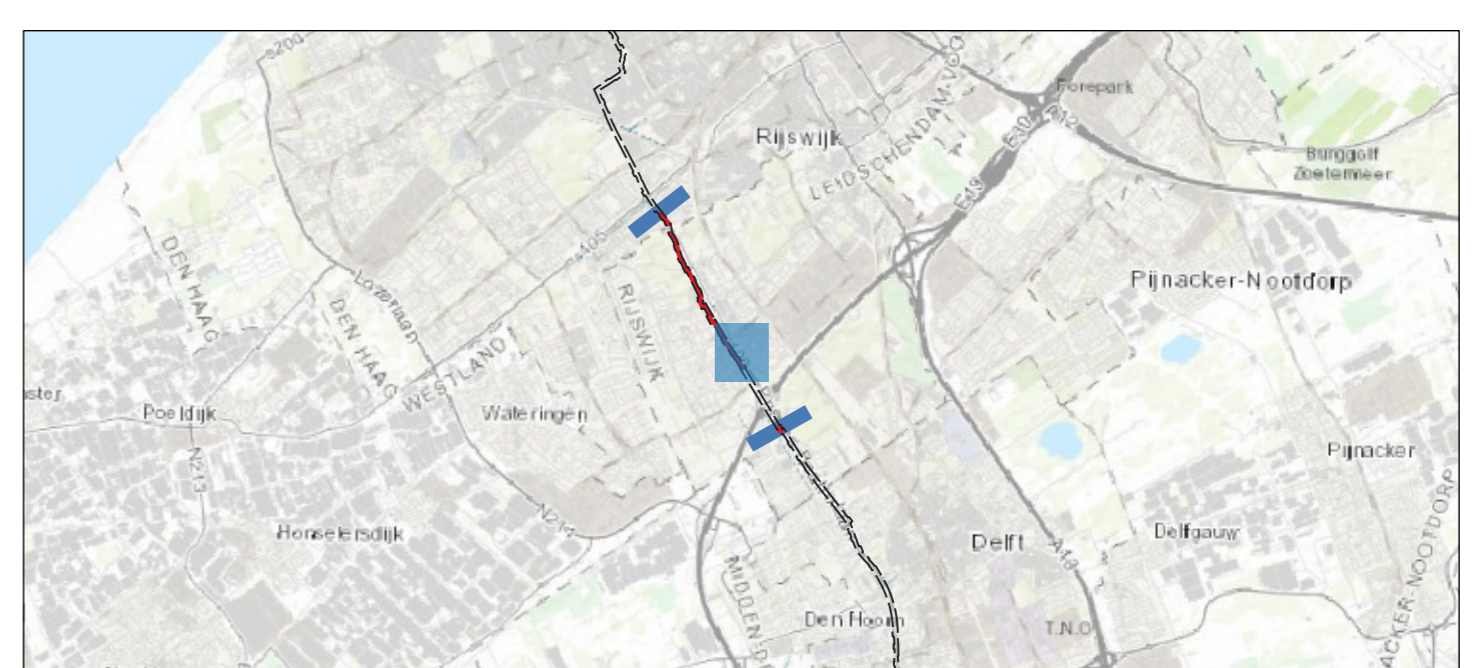 S200
Forepark
E30
A12
Rijswijk
LEIDSCHENDAM-VOO
Burggolf
Zoetermeer
E19
DEN HAAG
Lozerlaan
Pijnacker-Nootdorp
RIJSWIJK
DEN HAAG
WESTLAND
Poeldijk
Wateringen
Pijnacker
N213
N211
Honselersdijk
Delft
A13
Delfgauw
MIDDEN-D
Den Hoorn
T.N.O.
ACKER-NOOTDORP